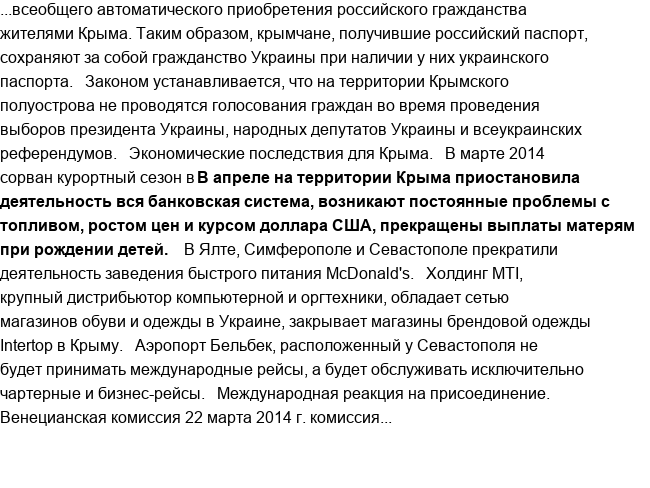 ...всеобщего автоматического приобретения российского гражданства
жителями Крыма. Таким образом, крымчане, получившие российский паспорт,
сохраняют за собой гражданство Украины при наличии у них украинского
паспорта.   Законом устанавливается, что на территории Крымского
полуострова не проводятся голосования граждан во время проведения
выборов президента Украины, народных депутатов Украины и всеукраинских
референдумов.   Экономические последствия для Крыма.   В марте 2014
сорван курортный сезон в В апреле на территории Крыма приостановила
деятельность вся банковская система, возникают постоянные проблемы с
топливом, ростом цен и курсом доллара США, прекращены выплаты матерям
при рождении детей.    В Ялте, Симферополе и Севастополе прекратили
деятельность заведения быстрого питания McDonald's.   Холдинг MTI,
крупный дистрибьютор компьютерной и оргтехники, обладает сетью
магазинов обуви и одежды в Украине, закрывает магазины брендовой одежды
Intertop в Крыму.   Аэропорт Бельбек, расположенный у Севастополя не
будет принимать международные рейсы, а будет обслуживать исключительно
чартерные и бизнес-рейсы.   Международная реакция на присоединение.
Венецианская комиссия 22 марта 2014 г. комиссия...